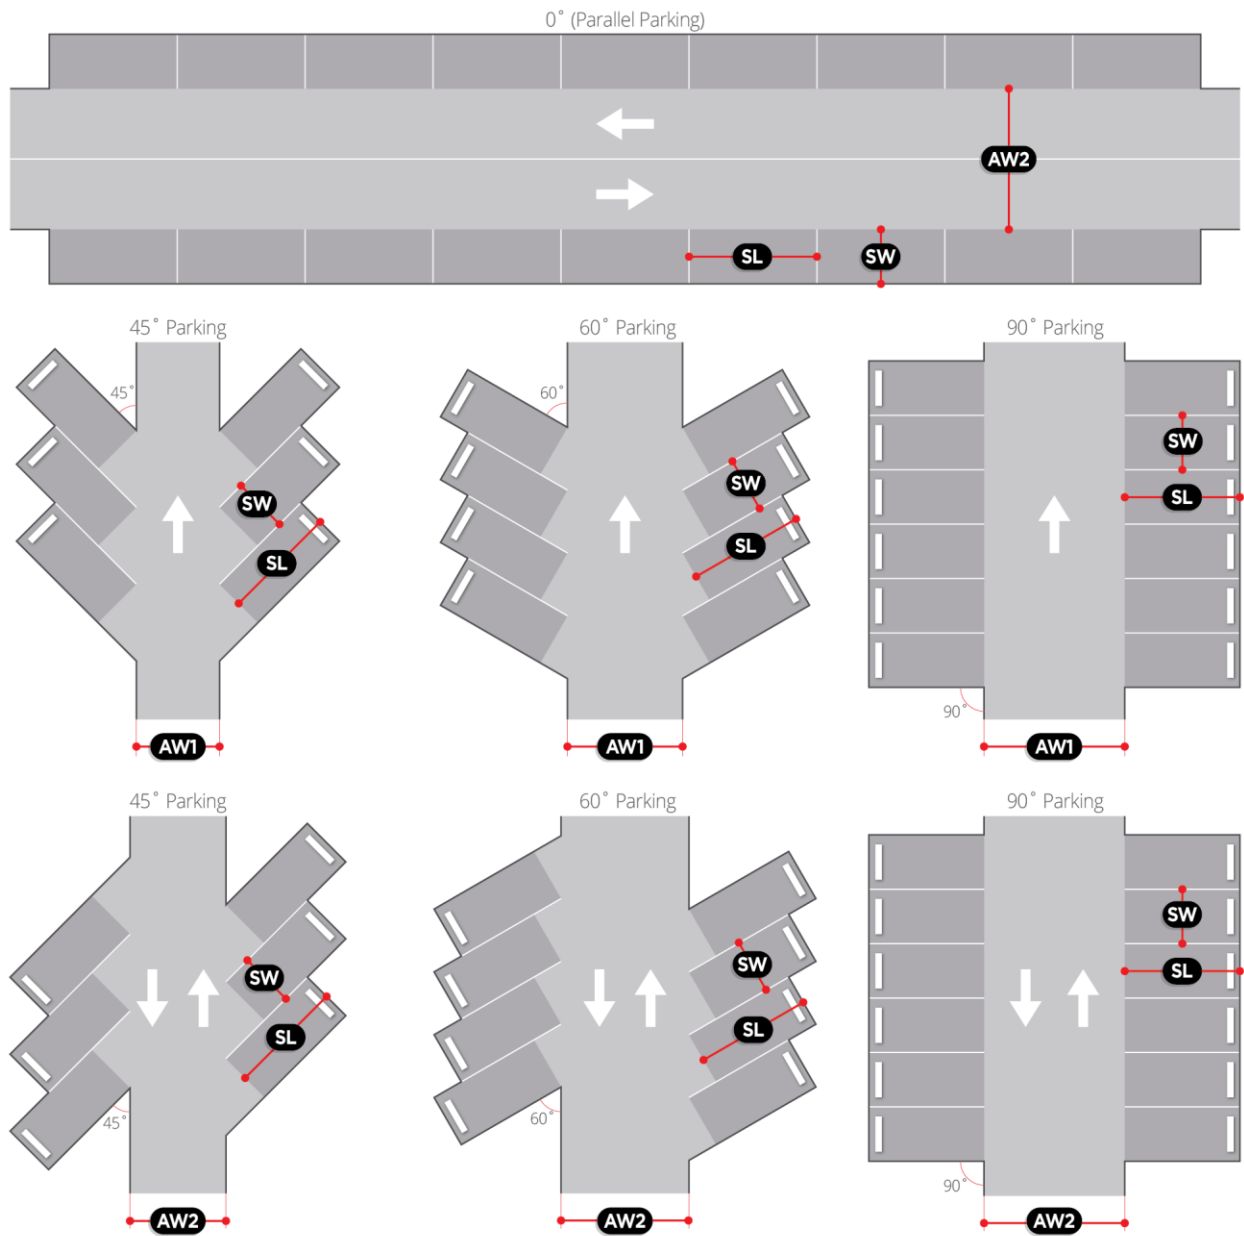 0˚ (Parallel Parking)
AW2
SL
SW
45˚ Parking
60˚ Parking
90˚ Parking
45˚
60˚
SW
SL
SW
SL
SW
SL
90˚
AW1
AW1
AW1
45˚ Parking
60˚ Parking
90˚ Parking
SW
SL
SW
SL
SW
SL
45˚
60˚
90˚
AW2
AW2
AW2